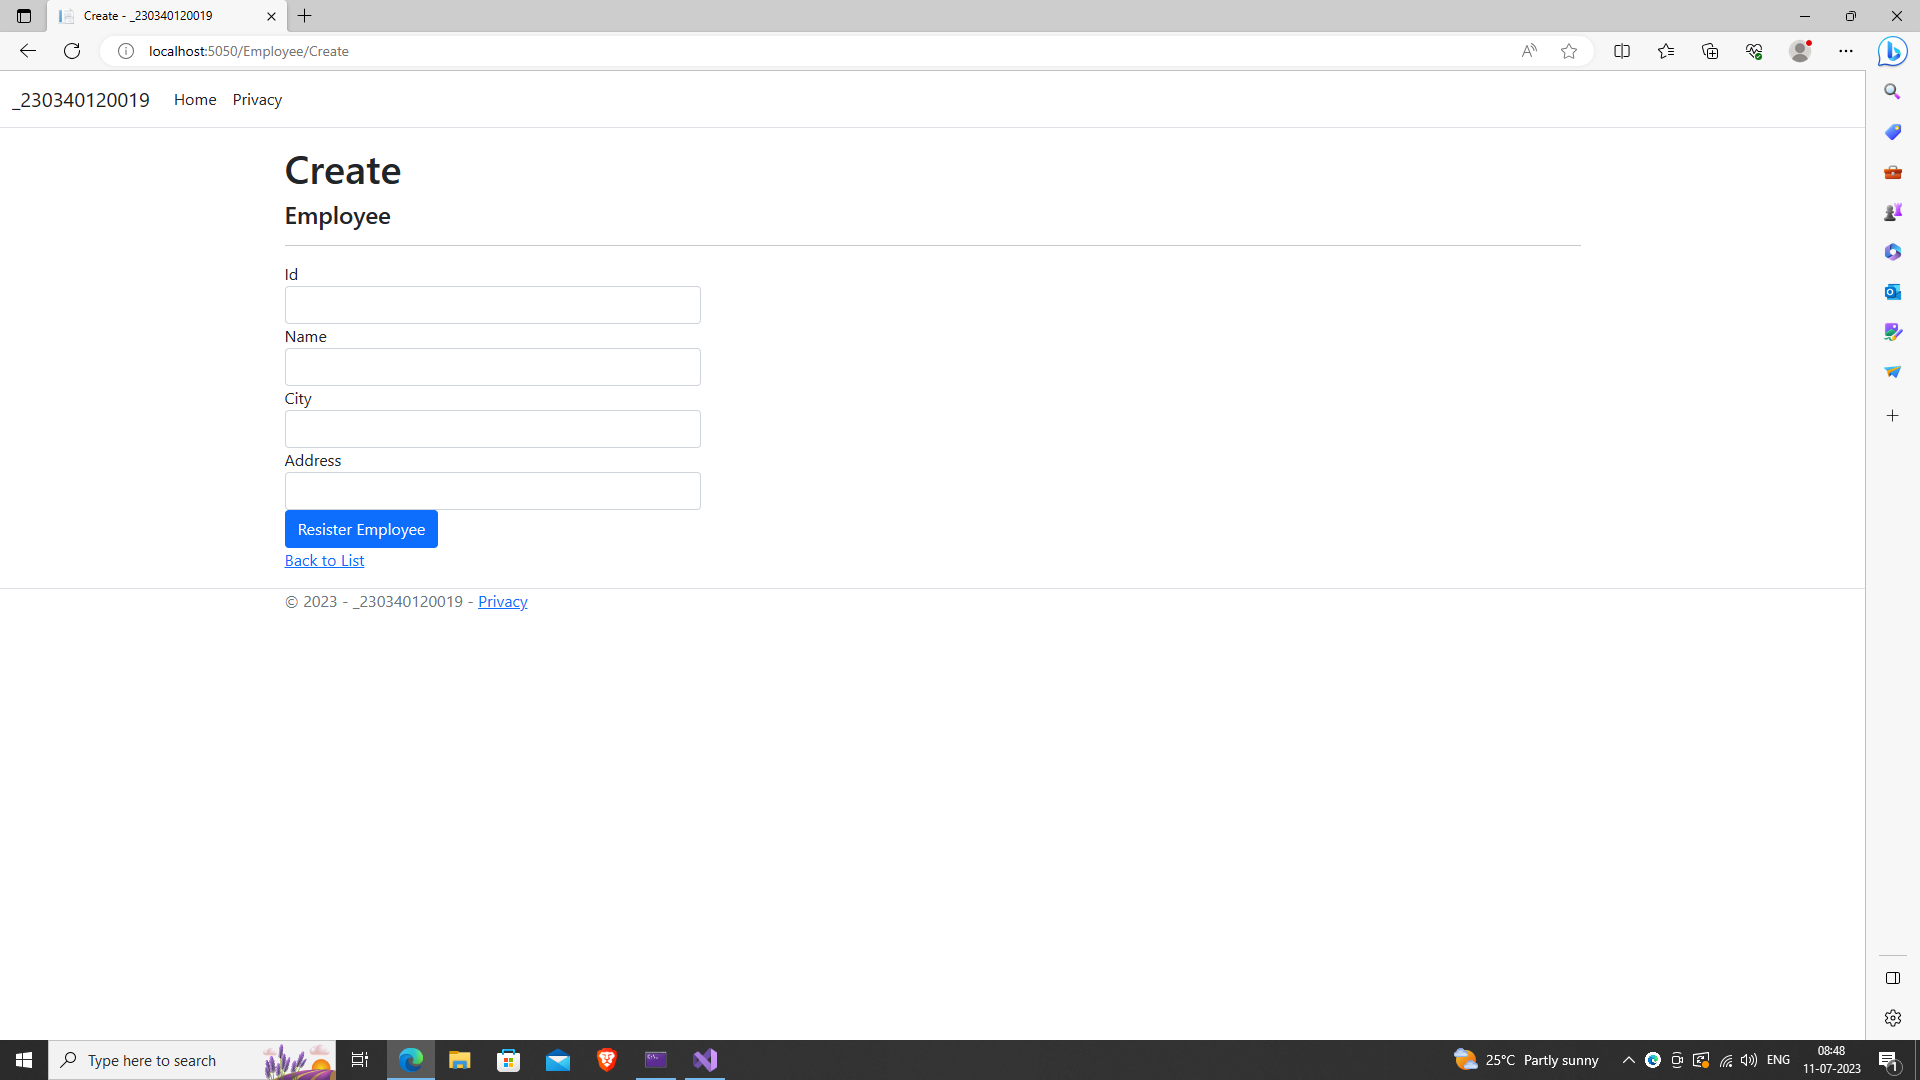 Create - _230340120019
localhost:5050/Employee/Create
_230340120019 Home Privacy
Create
Employee
Id
Name
City
Address
Resister Employee
Back to List
© 2023 - _230340120019 - Privacy
Type here to search
25°C Partly sunny
ENG
08:48
11-07-2023
1